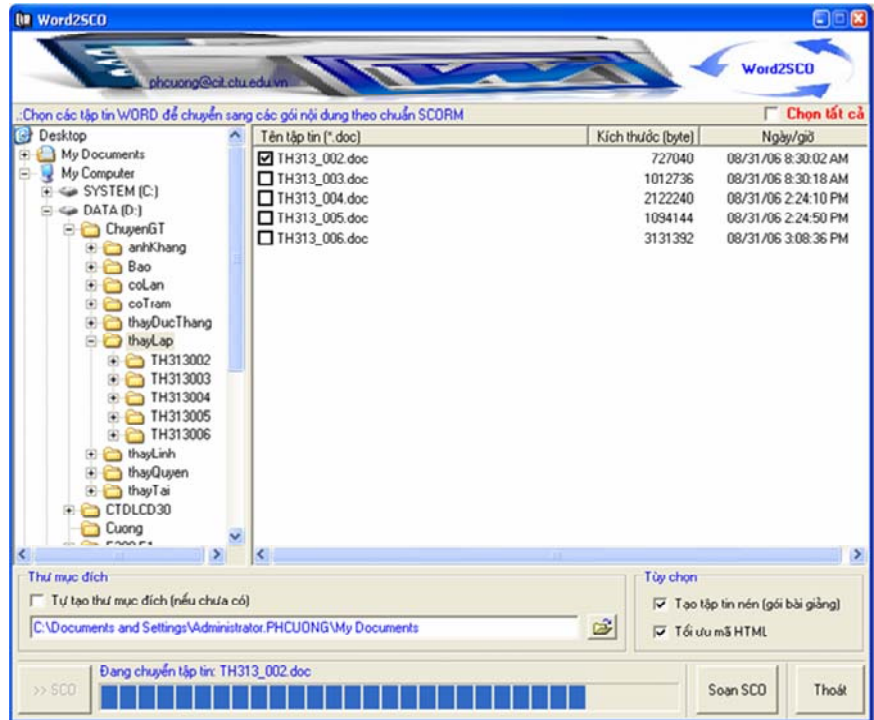 Word2SCO
phcuong@cit.ctu.edu.vn
Word2SCO
.:Chọn các tập tin WORD để chuyển sang các gói nội dung theo chuẩn SCORM
Chọn tất cả
Desktop
My Documents
My Computer
SYSTEM (C:)
DATA (D:)
ChuyenGT
anhKhang
Bao
coLan
coTram
thayDucThang
thayLap
TH313002
TH313003
TH313004
TH313005
TH313006
thayLinh
thayQuyen
thayTai
CTDLCD30
Cuong
Tên tập tin (*.doc) Kích thước (byte) Ngày/giờ
TH313_002.doc 727040 08/31/06 8:30:02 AM
TH313_003.doc 1012736 08/31/06 8:30:18 AM
TH313_004.doc 2122240 08/31/06 2:24:10 PM
TH313_005.doc 1094144 08/31/06 2:24:50 PM
TH313_006.doc 3131392 08/31/06 3:08:36 PM
Thư mục đích
Tự tạo thư mục đích (nếu chưa có)
C:\Documents and Settings\Administrator.PHCUONG\My Documents
Tùy chọn
Tạo tập tin nén (gói bài giảng)
Tối ưu mã HTML
>> SCO
Đang chuyển tập tin: TH313_002.doc
Soạn SCO
Thoát